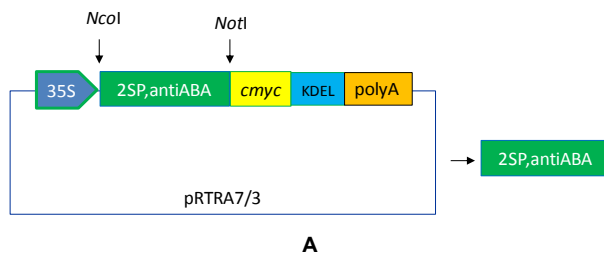 NcoI NotI
35S 2SP,antiABA cmyc KDEL polyA
2SP,antiABA
pRTRA7/3
A